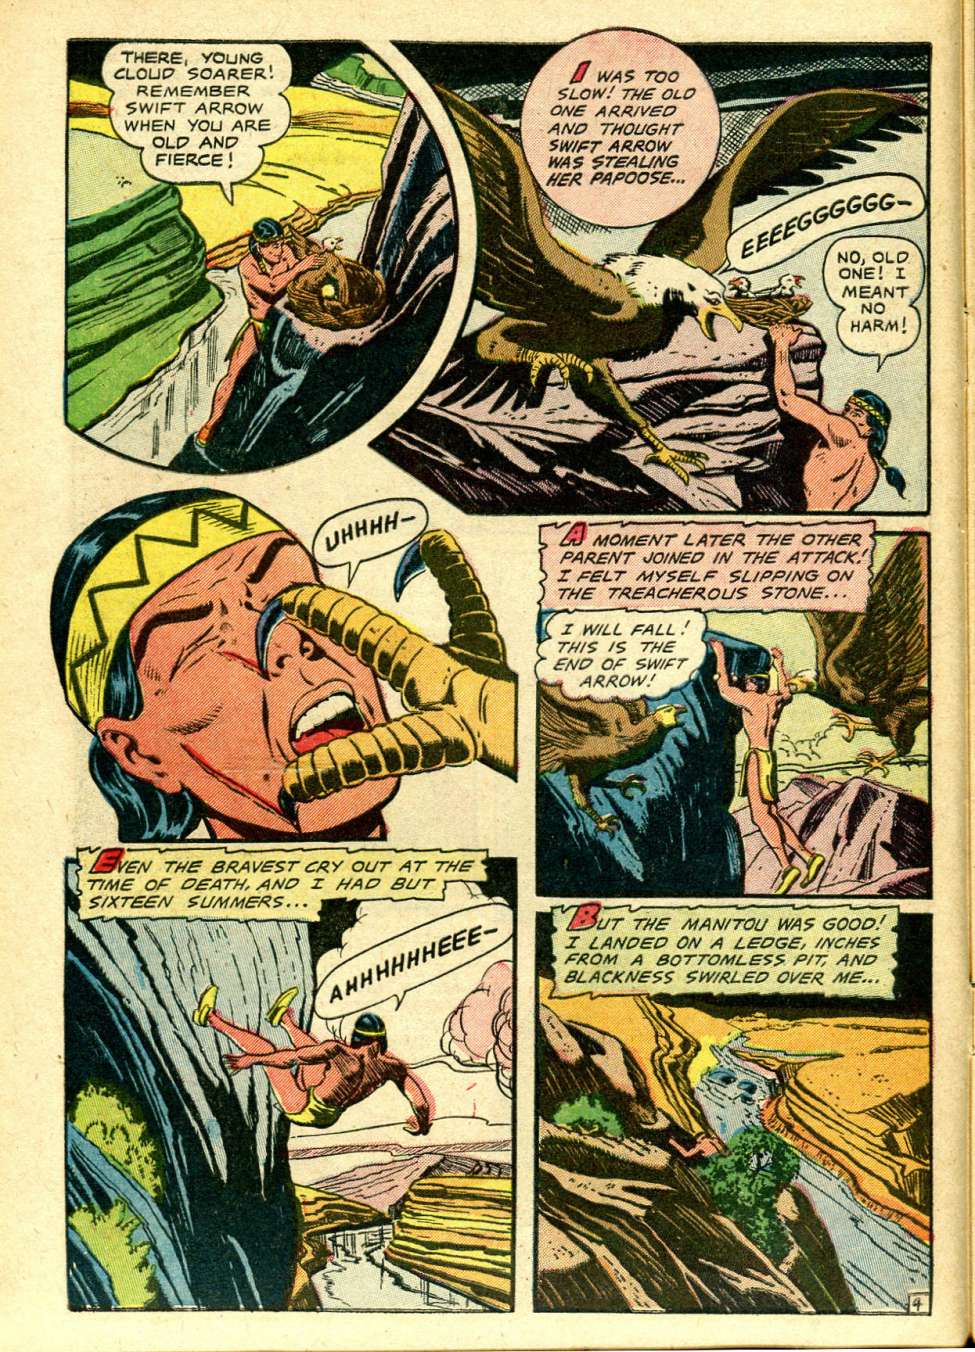 THERE, YOUNG
CLOUD SOARER!
REMEMBER
SWIFT ARROW
WHEN YOU ARE
OLD AND
FIERCE!
I WAS TOO
SLOW! THE OLD
ONE ARRIVED
AND THOUGHT
SWIFT ARROW
WAS STEALING
HER PAPOOSE...
EEEEGGGGGG-
NO, OLD
ONE! I
MEANT
NO
HARM!
UHHHH-
A MOMENT LATER THE OTHER
PARENT JOINED IN THE ATTACK!
I FELT MYSELF SLIPPING ON
THE TREACHEROUS STONE...
I WILL FALL!
THIS IS THE
END OF SWIFT
ARROW!
EVEN THE BRAVEST CRY OUT AT THE
TIME OF DEATH, AND I HAD BUT
SIXTEEN SUMMERS...
AHHHHHHEEE-
BUT THE MANITOU WAS GOOD!
I LANDED ON A LEDGE, INCHES
FROM A BOTTOMLESS PIT, AND
BLACKNESS SWIRLED OVER ME...
4